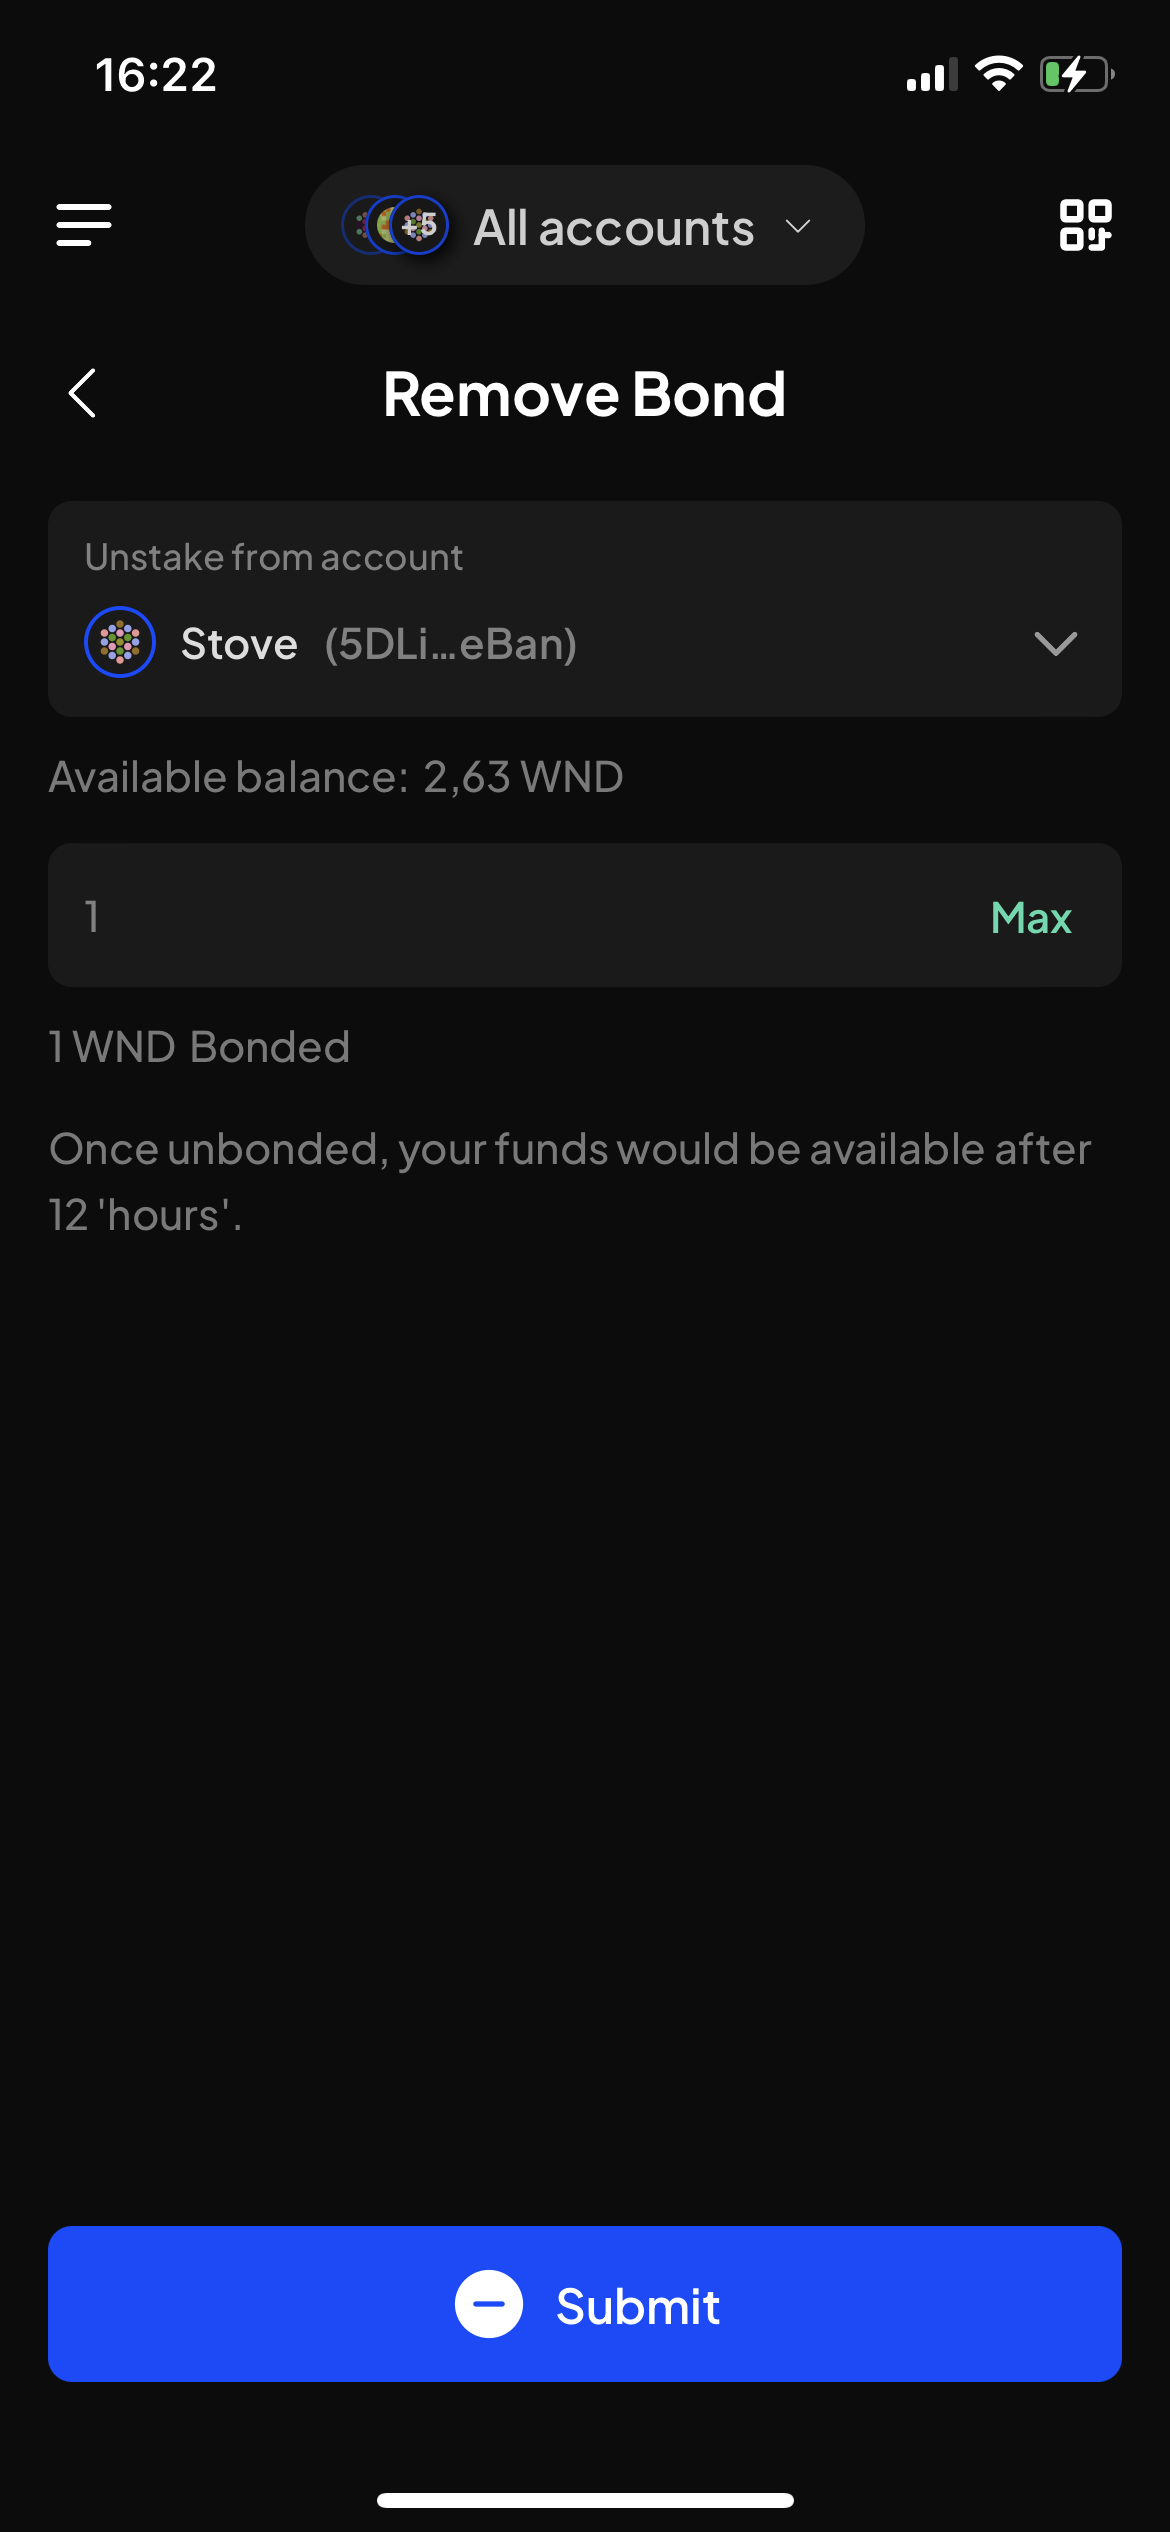 16:22
+5 All accounts
Remove Bond
Unstake from account
Stove (5DLi...eBan)
Available balance: 2,63 WND
1 Max
1 WND Bonded
Once unbonded, your funds would be available after
12 'hours'.
Submit